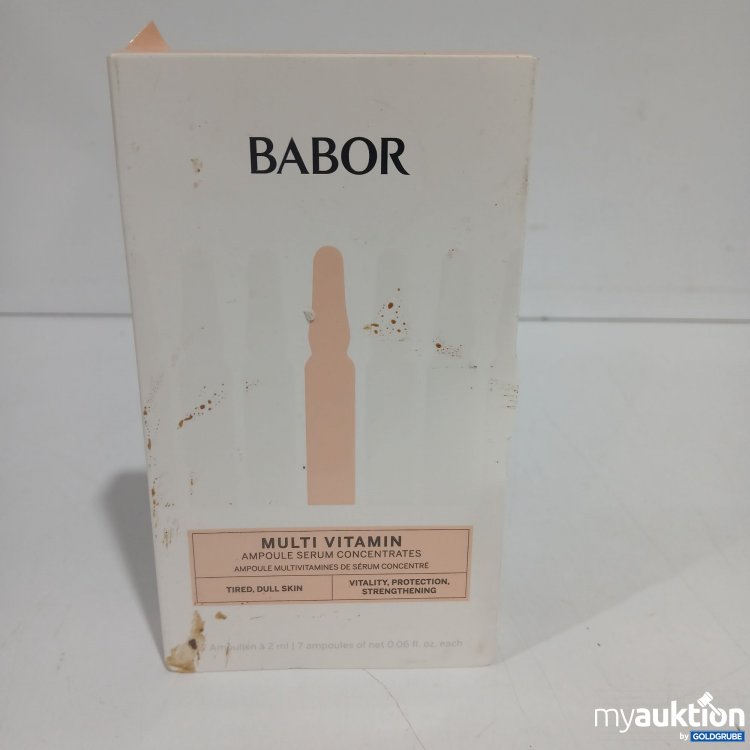 BABOR
MULTI VITAMIN
AMPOULE SERUM CONCENTRATES
AMPOULE MULTIVITAMINES DE SÉRUM CONCENTRÉ
TIRED, DULL SKIN
VITALITY, PROTECTION,
STRENGTHENING
Ampullen à 2 ml | 7 ampoules of net 0.06 fl. oz. each
myauktion
by GOLDGRUBE